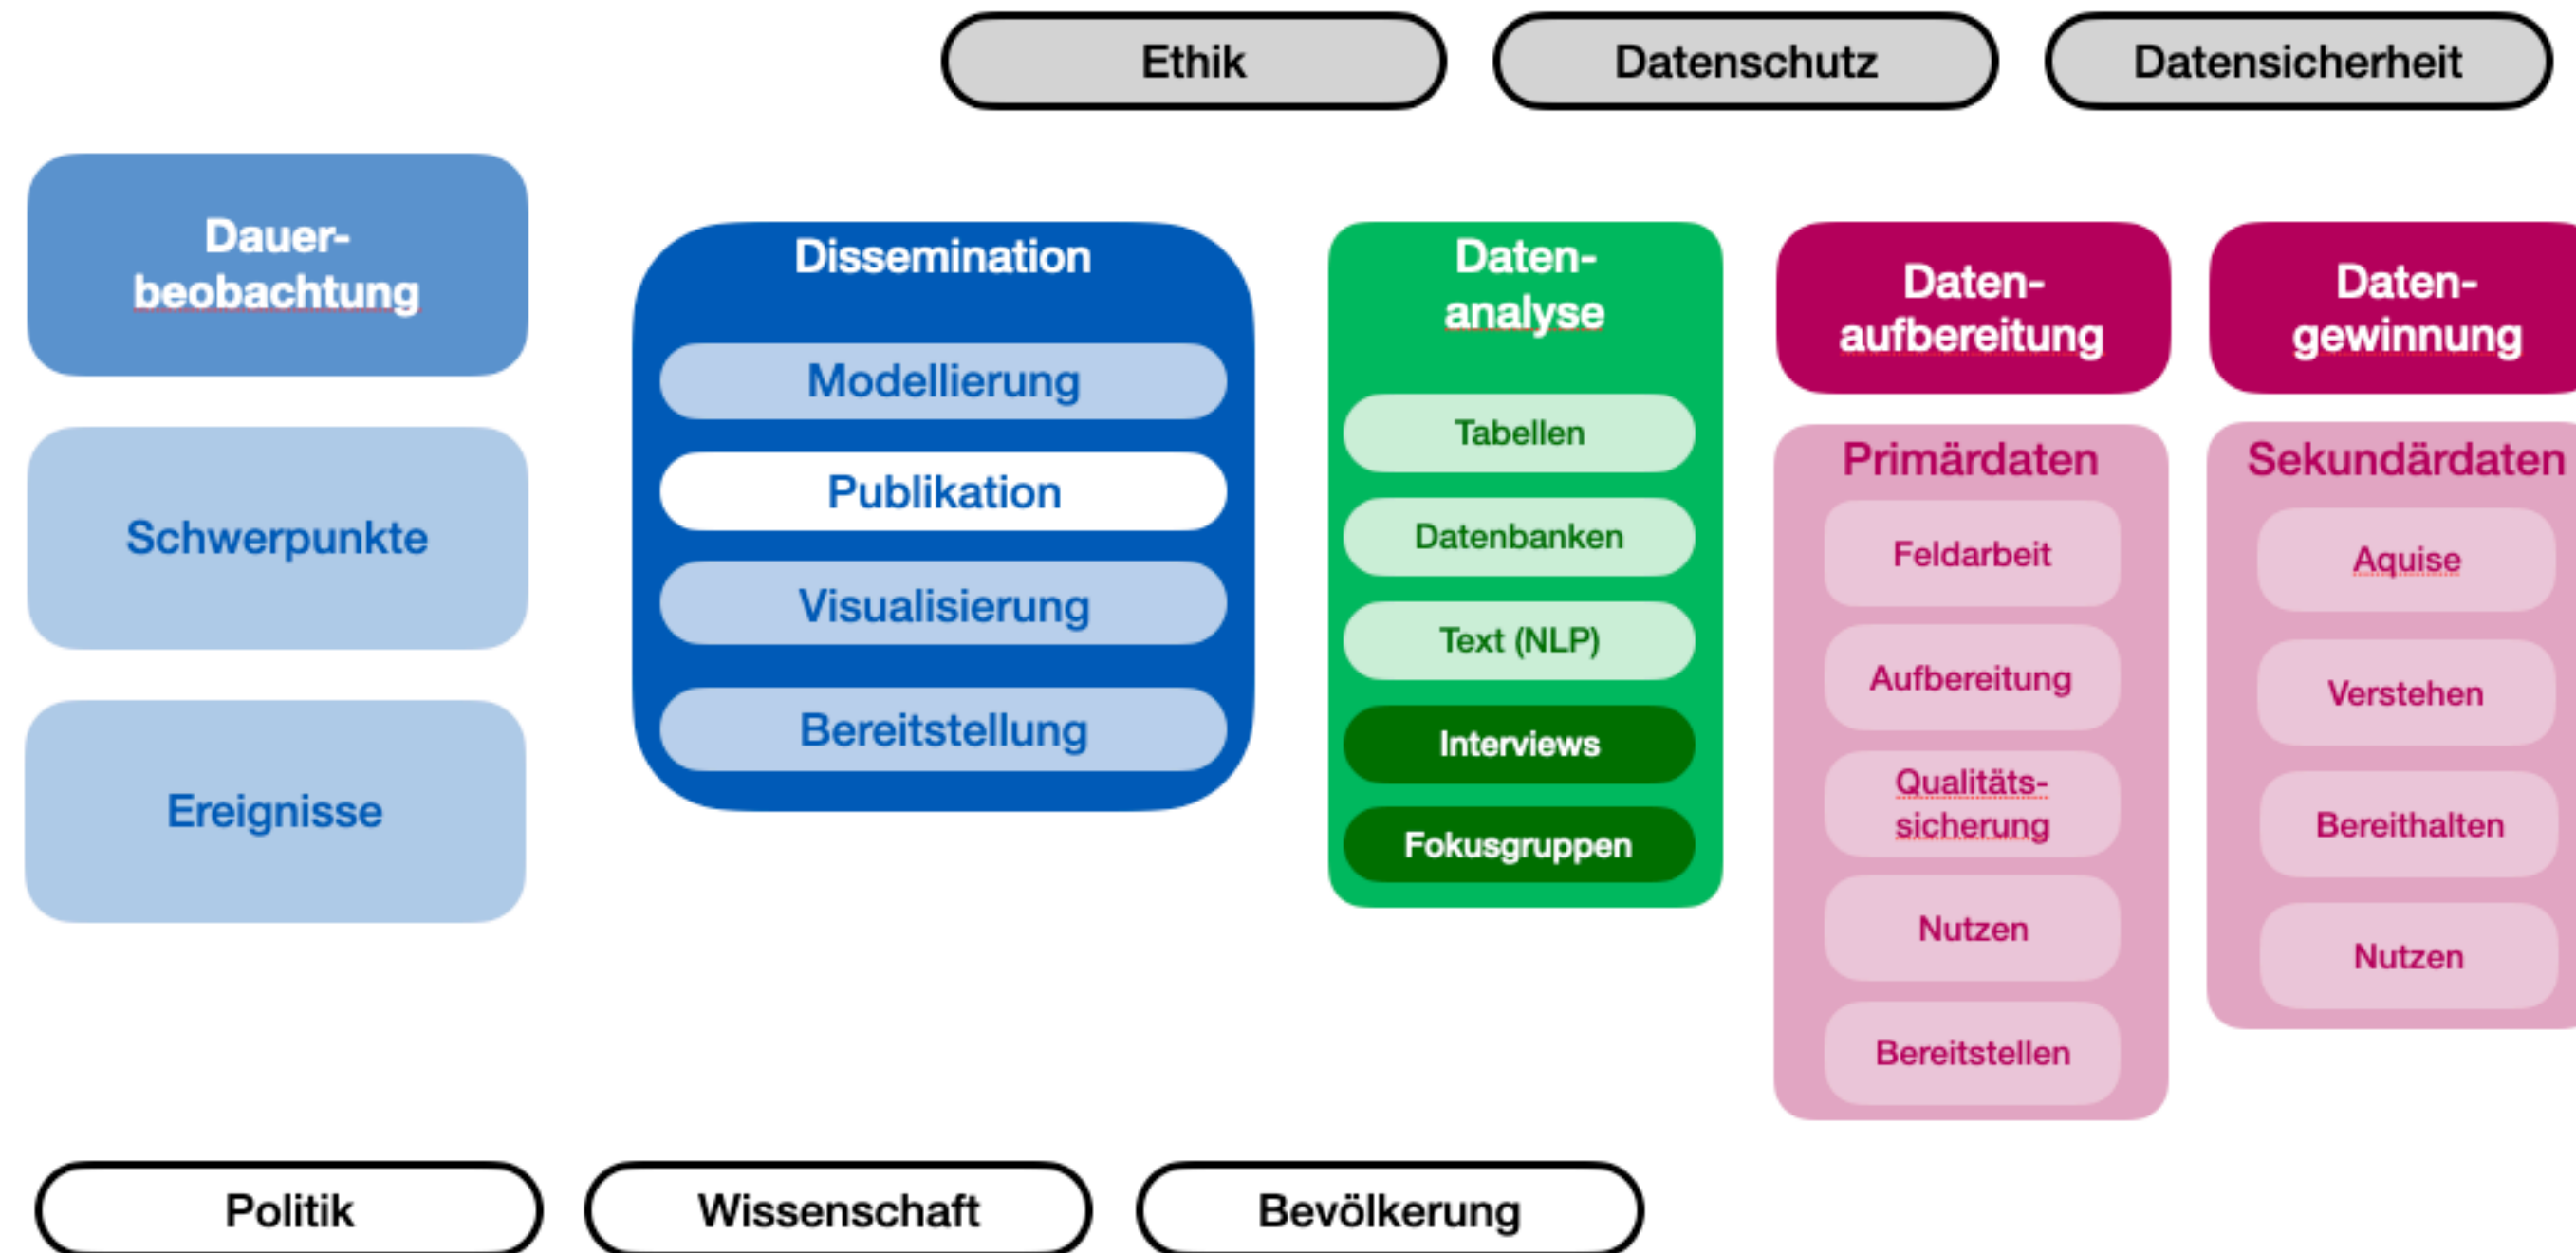 Ethik
Datenschutz
Datensicherheit
Dauer-
beobachtung
Schwerpunkte
Ereignisse
Dissemination
Modellierung
Publikation
Visualisierung
Bereitstellung
Daten-
analyse
Tabellen
Datenbanken
Text (NLP)
Interviews
Fokusgruppen
Daten-
aufbereitung
Primärdaten
Feldarbeit
Aufbereitung
Qualitäts-
sicherung
Nutzen
Bereitstellen
Daten-
gewinnung
Sekundärdaten
Aquise
Verstehen
Bereithalten
Nutzen
Politik
Wissenschaft
Bevölkerung